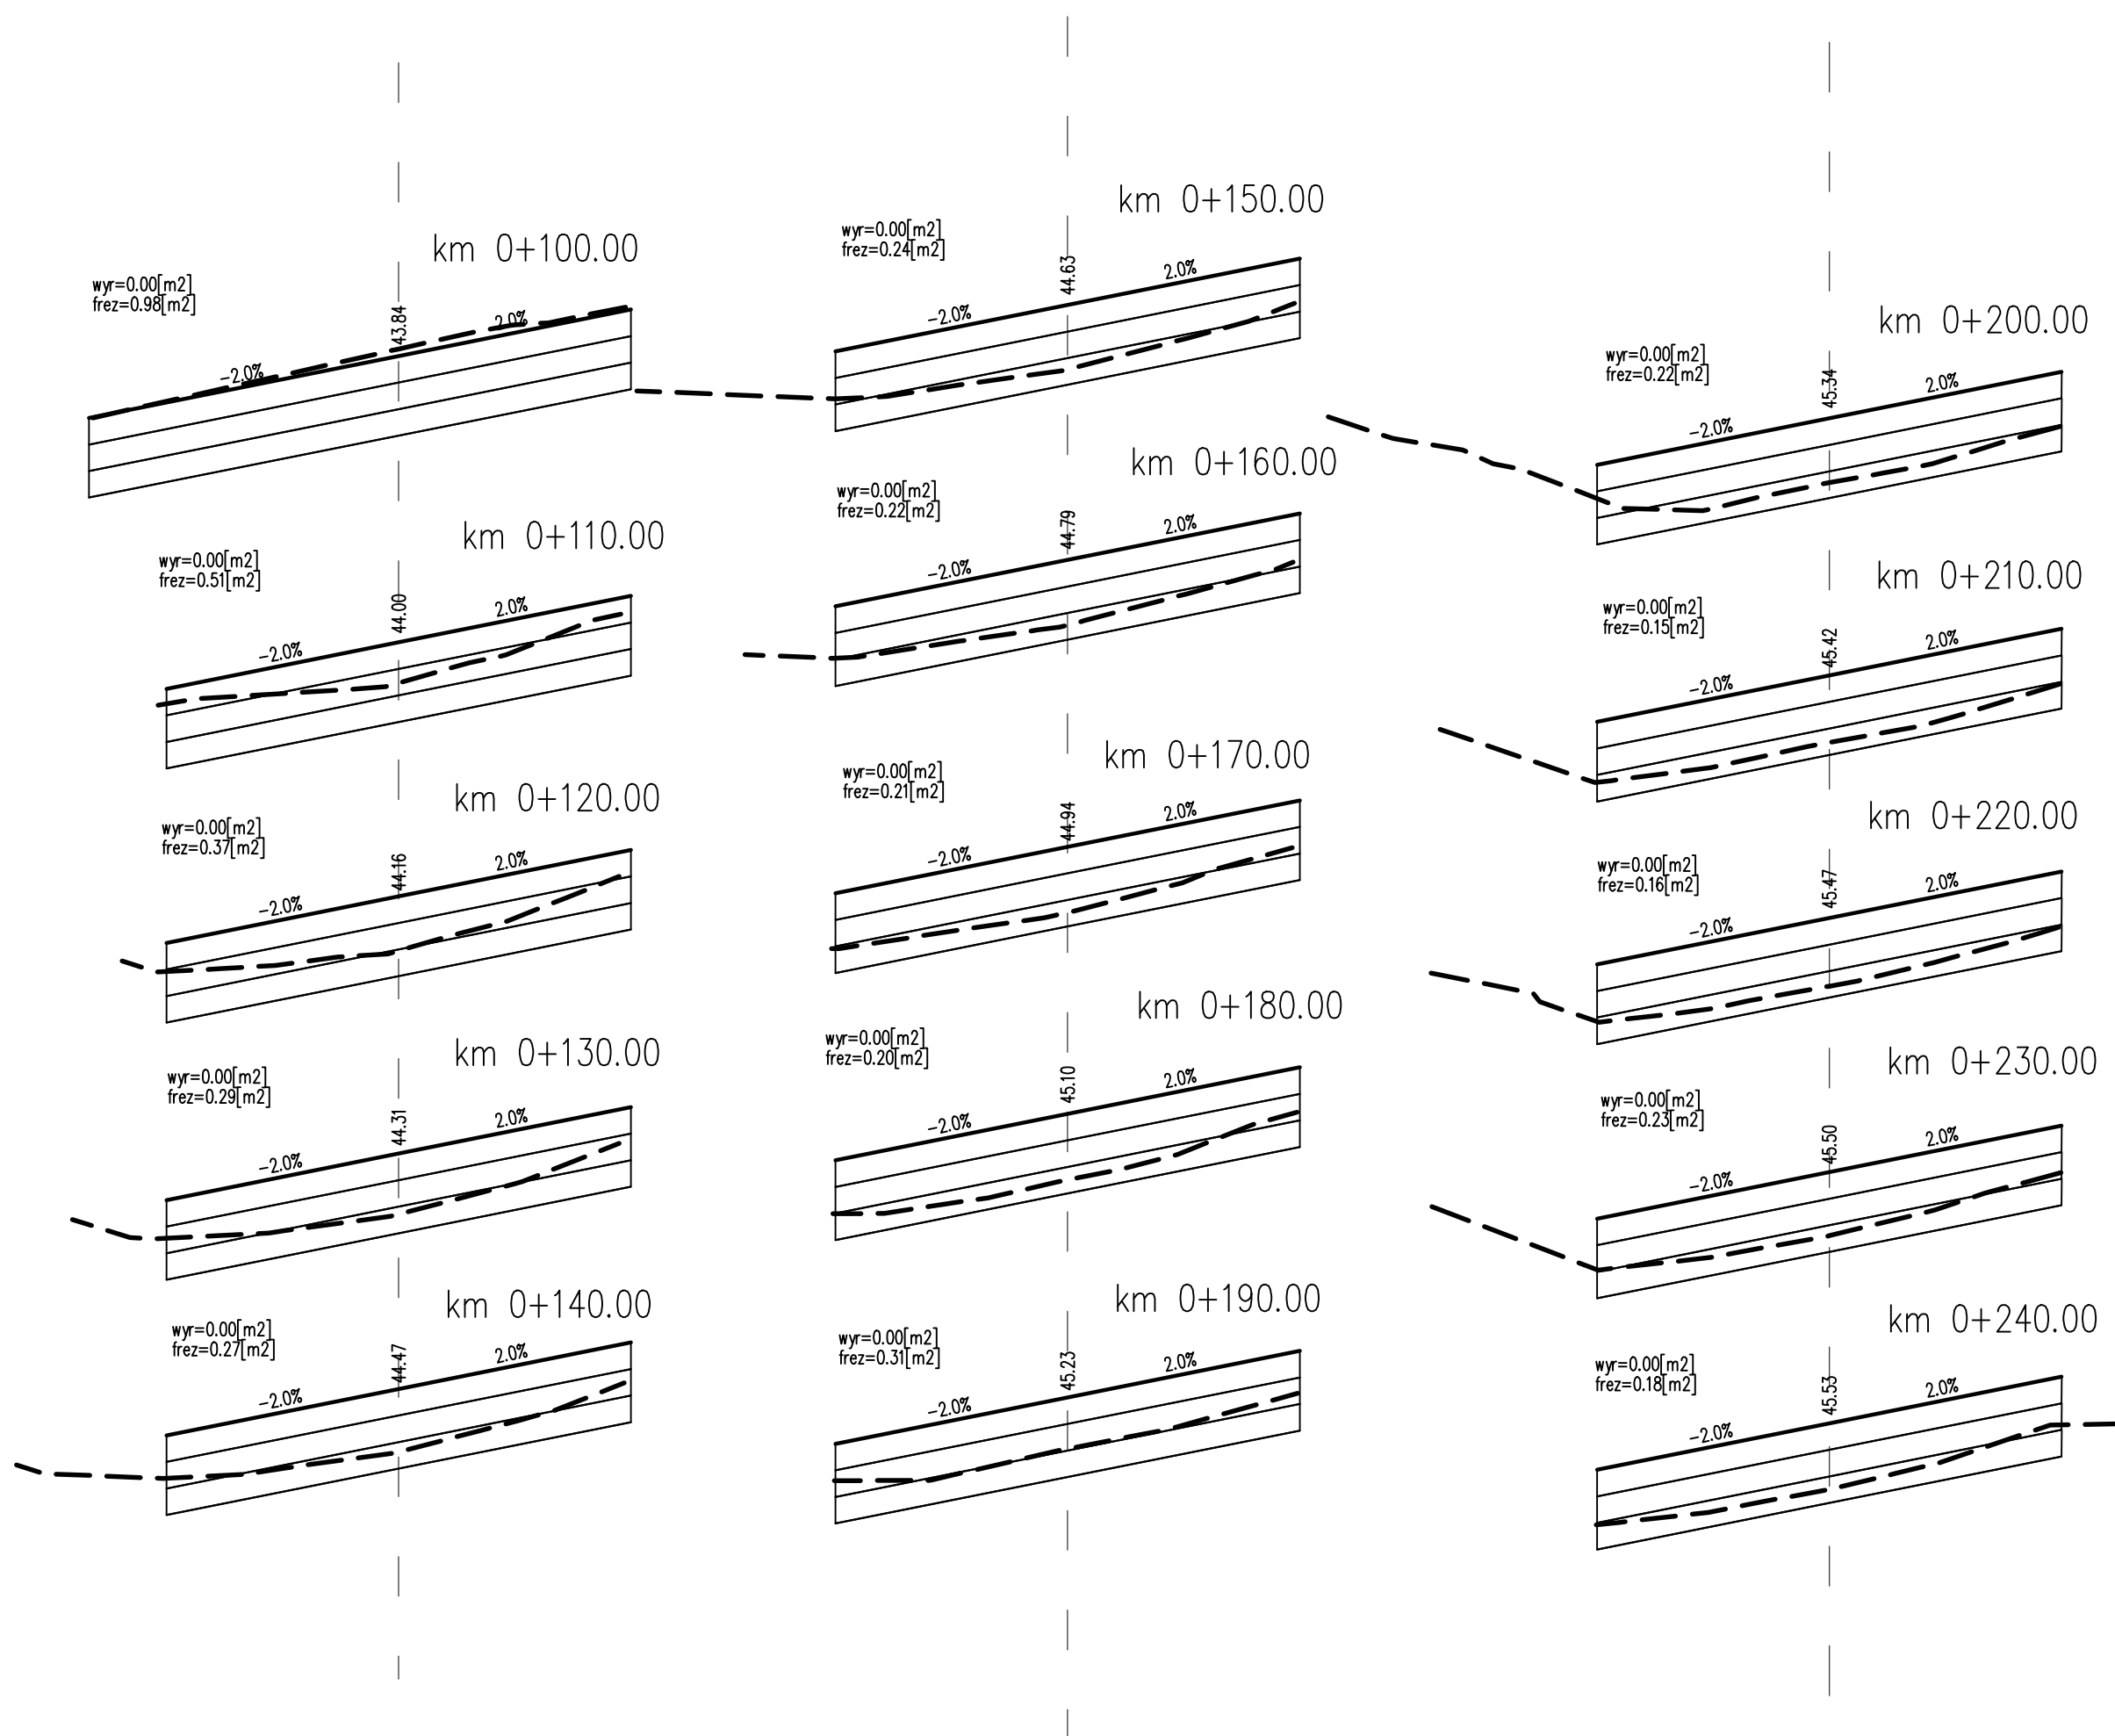 km 0+100.00
wyr=0.00[m2]
frez=0.98[m2]
43.84
-2.0%
2.0%
km 0+110.00
wyr=0.00[m2]
frez=0.51[m2]
44.00
-2.0%
2.0%
km 0+120.00
wyr=0.00[m2]
frez=0.37[m2]
44.16
-2.0%
2.0%
km 0+130.00
wyr=0.00[m2]
frez=0.29[m2]
44.31
-2.0%
2.0%
km 0+140.00
wyr=0.00[m2]
frez=0.27[m2]
44.47
-2.0%
2.0%
km 0+150.00
wyr=0.00[m2]
frez=0.24[m2]
44.63
-2.0%
2.0%
km 0+160.00
wyr=0.00[m2]
frez=0.22[m2]
44.79
-2.0%
2.0%
km 0+170.00
wyr=0.00[m2]
frez=0.21[m2]
44.94
-2.0%
2.0%
km 0+180.00
wyr=0.00[m2]
frez=0.20[m2]
45.10
-2.0%
2.0%
km 0+190.00
wyr=0.00[m2]
frez=0.31[m2]
45.23
-2.0%
2.0%
km 0+200.00
wyr=0.00[m2]
frez=0.22[m2]
45.34
-2.0%
2.0%
km 0+210.00
wyr=0.00[m2]
frez=0.15[m2]
45.42
-2.0%
2.0%
km 0+220.00
wyr=0.00[m2]
frez=0.16[m2]
45.47
-2.0%
2.0%
km 0+230.00
wyr=0.00[m2]
frez=0.23[m2]
45.50
-2.0%
2.0%
km 0+240.00
wyr=0.00[m2]
frez=0.18[m2]
45.53
-2.0%
2.0%